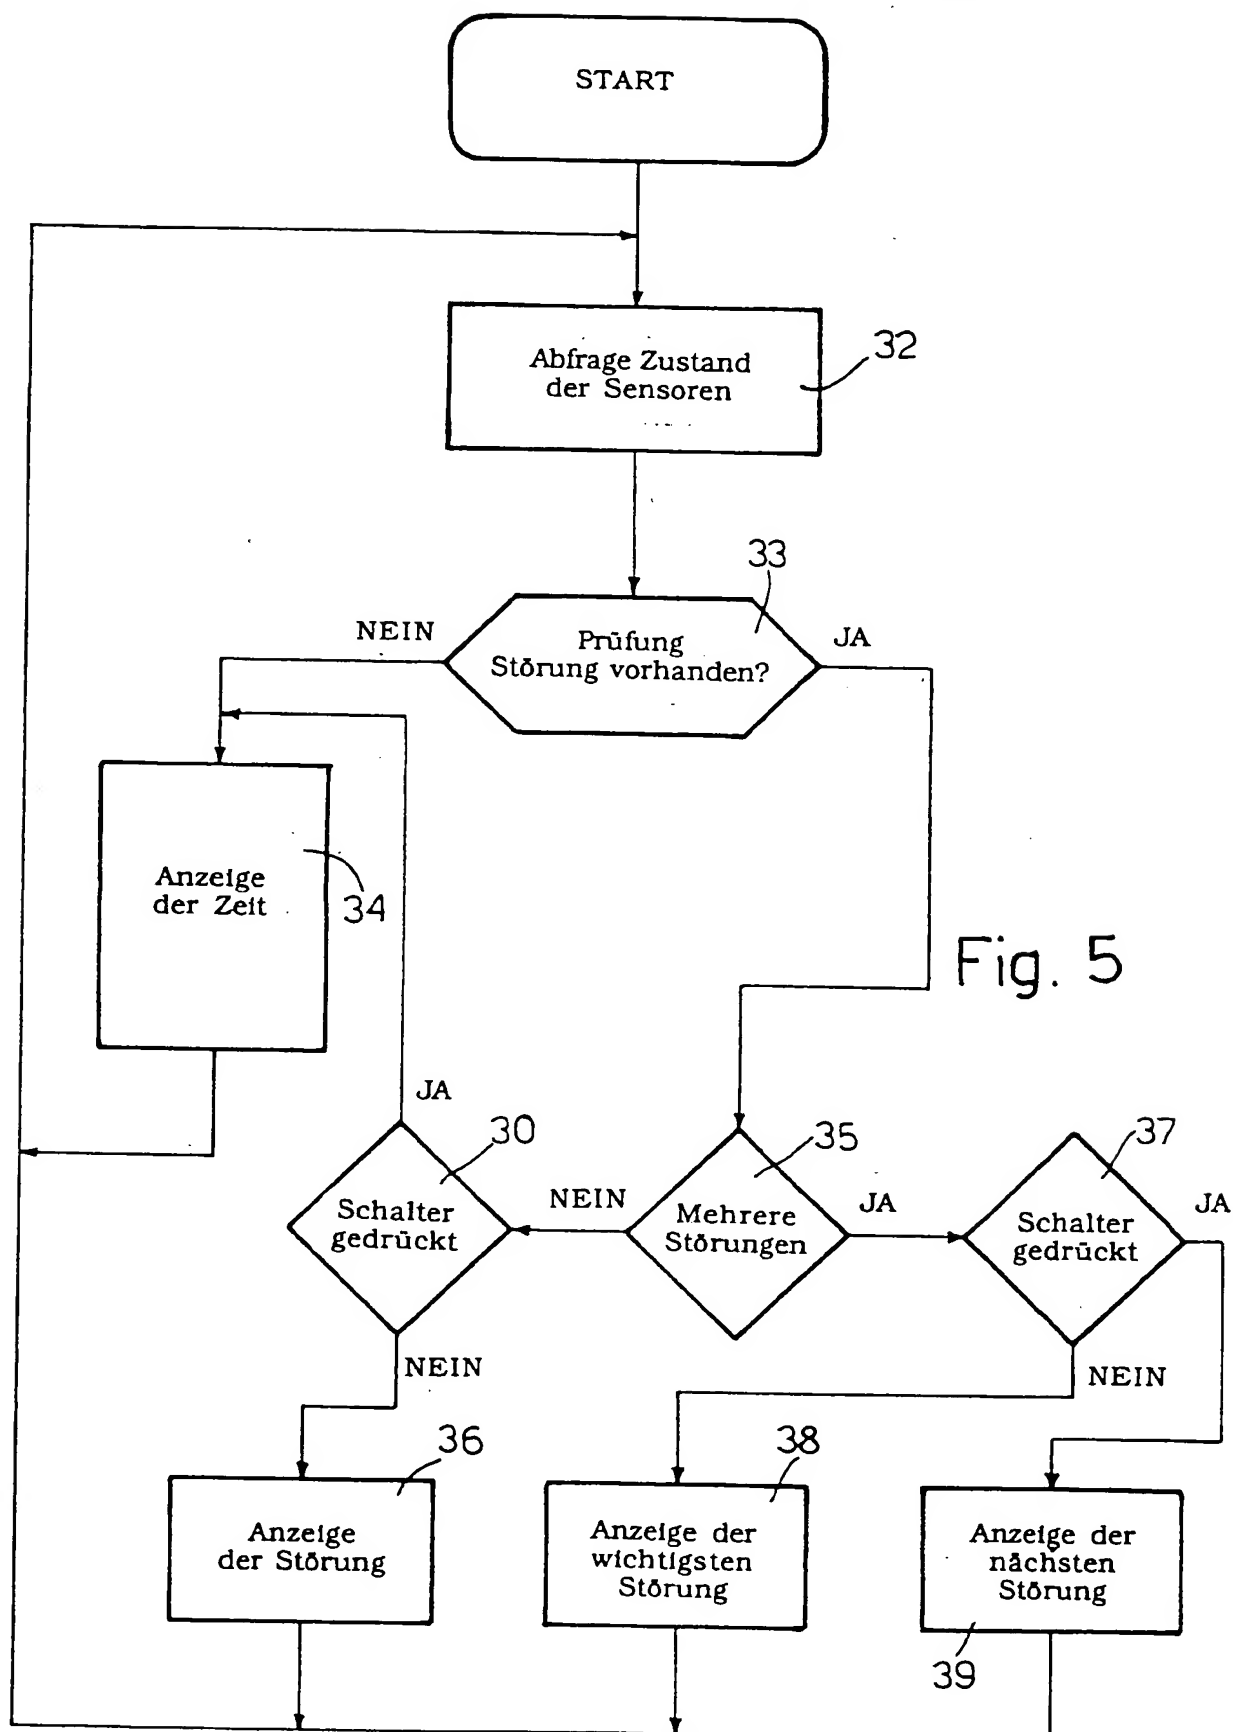 START
Abfrage Zustand
der Sensoren
32
33
NEIN
Prüfung
Störung vorhanden?
JA
Anzeige
der Zeit
34
Fig. 5
JA
30
35
37
Schalter
gedrückt
NEIN
Mehrere
Störungen
JA
Schalter
gedrückt
JA
NEIN
NEIN
36
38
Anzeige
der Störung
Anzeige der
wichtigsten
Störung
Anzeige der
nächsten
Störung
39